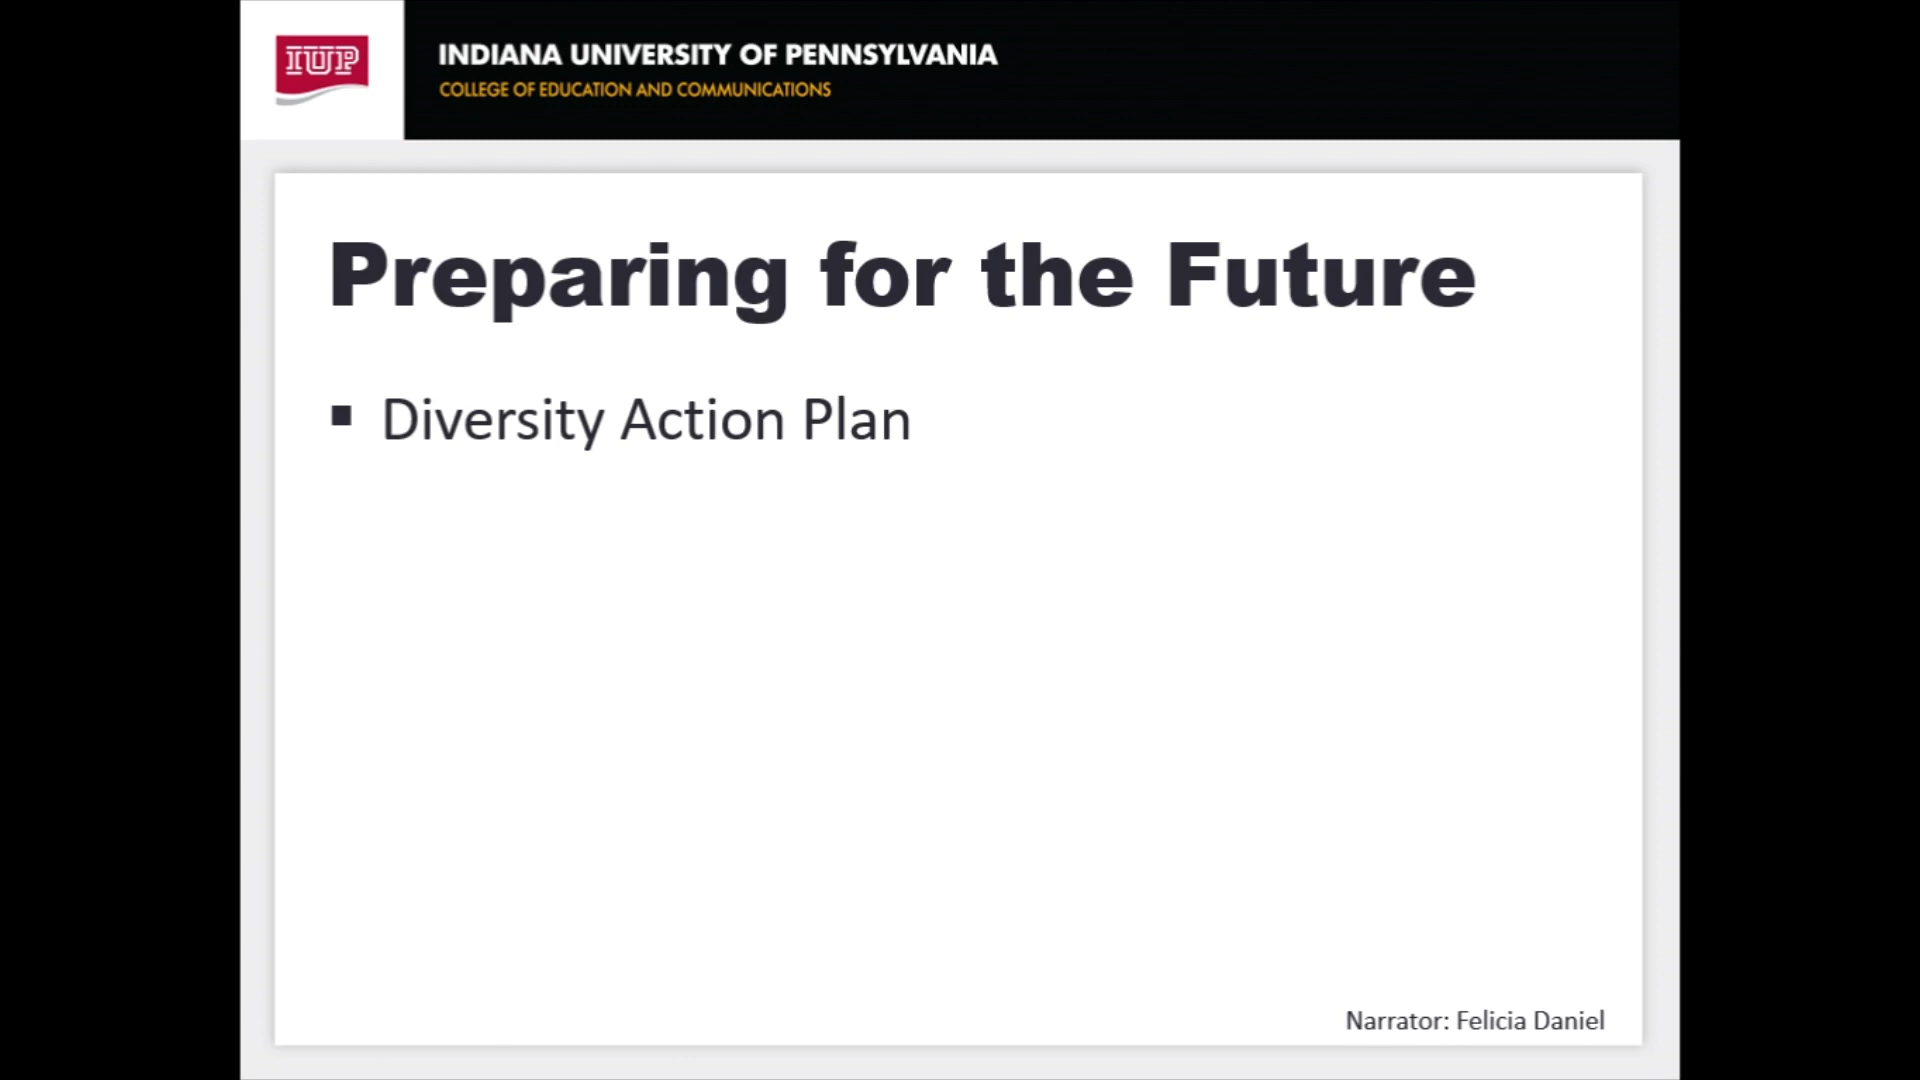 IUP
INDIANA UNIVERSITY OF PENNSYLVANIA
COLLEGE OF EDUCATION AND COMMUNICATIONS
Preparing for the Future
▪ Diversity Action Plan
Narrator: Felicia Daniel